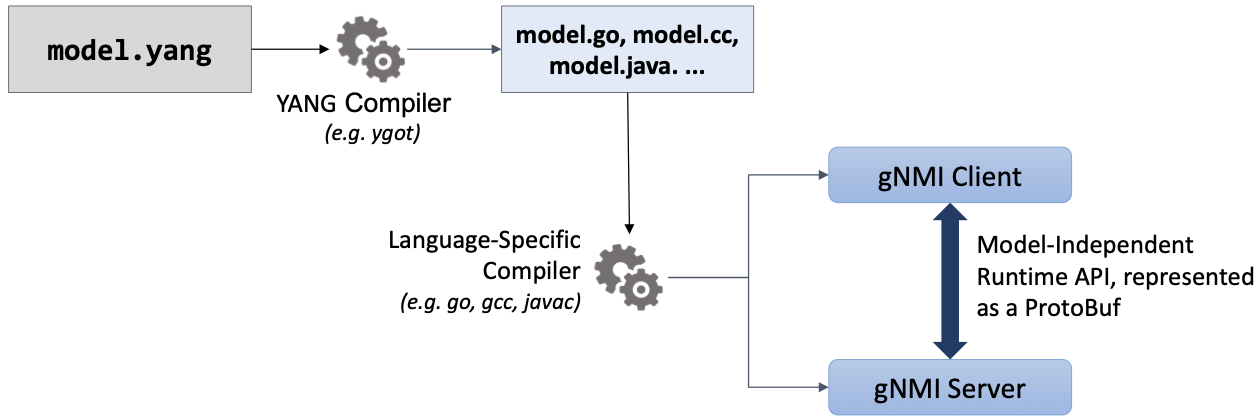 model.yang
model.go, model.cc,
model.java. ...
YANG Compiler
(e.g. ygot)
gNMI Client
Language-Specific
Compiler
(e.g. go, gcc, javac)
Model-Independent
Runtime API, represented
as a ProtoBuf
gNMI Server